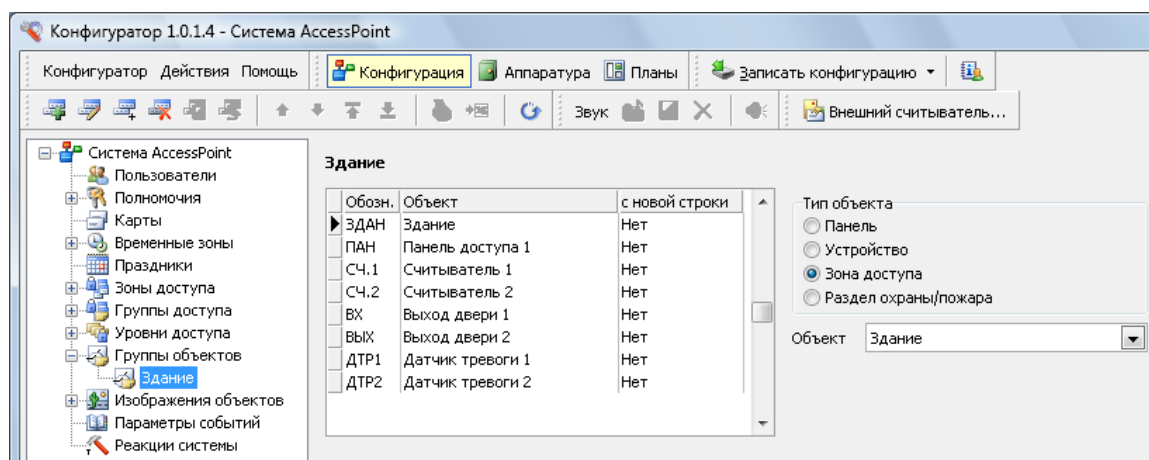 Конфигуратор 1.0.1.4 - Система AccessPoint
Конфигуратор Действия Помощь Конфигурация Аппаратура Планы Записать конфигурацию
Звук Внешний считыватель...
Система AccessPoint
Пользователи
Полномочия
Карты
Временные зоны
Праздники
Зоны доступа
Группы доступа
Уровни доступа
Группы объектов
Здание
Изображения объектов
Параметры событий
Реакции системы
Здание
Обозн. Объект с новой строки
ЗДАН Здание Нет
ПАН Панель доступа 1 Нет
СЧ.1 Считыватель 1 Нет
СЧ.2 Считыватель 2 Нет
ВХ Выход двери 1 Нет
ВЫХ Выход двери 2 Нет
ДТР1 Датчик тревоги 1 Нет
ДТР2 Датчик тревоги 2 Нет
Тип объекта
Панель
Устройство
Зона доступа
Раздел охраны/пожара
Объект Здание